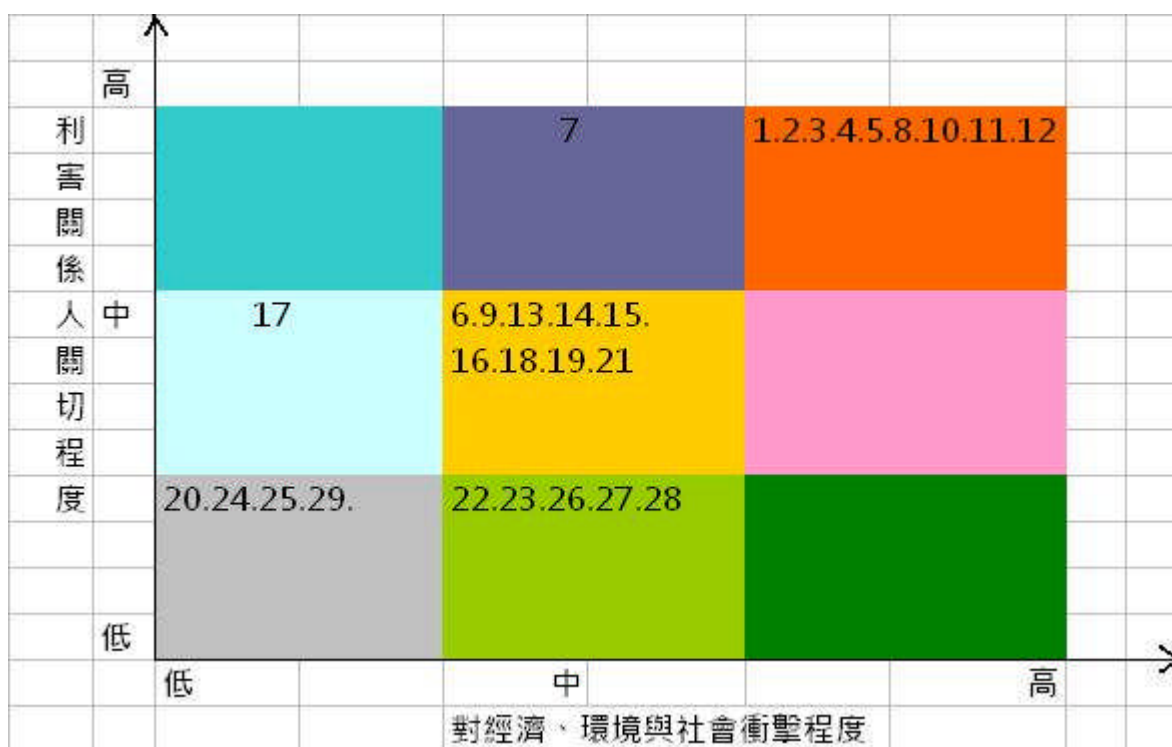 高
利害關係人關切程度
中
低
7
1.2.3.4.5.8.10.11.12
17
6.9.13.14.15.
16.18.19.21
20.24.25.29.
22.23.26.27.28
低
中
高
對經濟、環境與社會衝擊程度